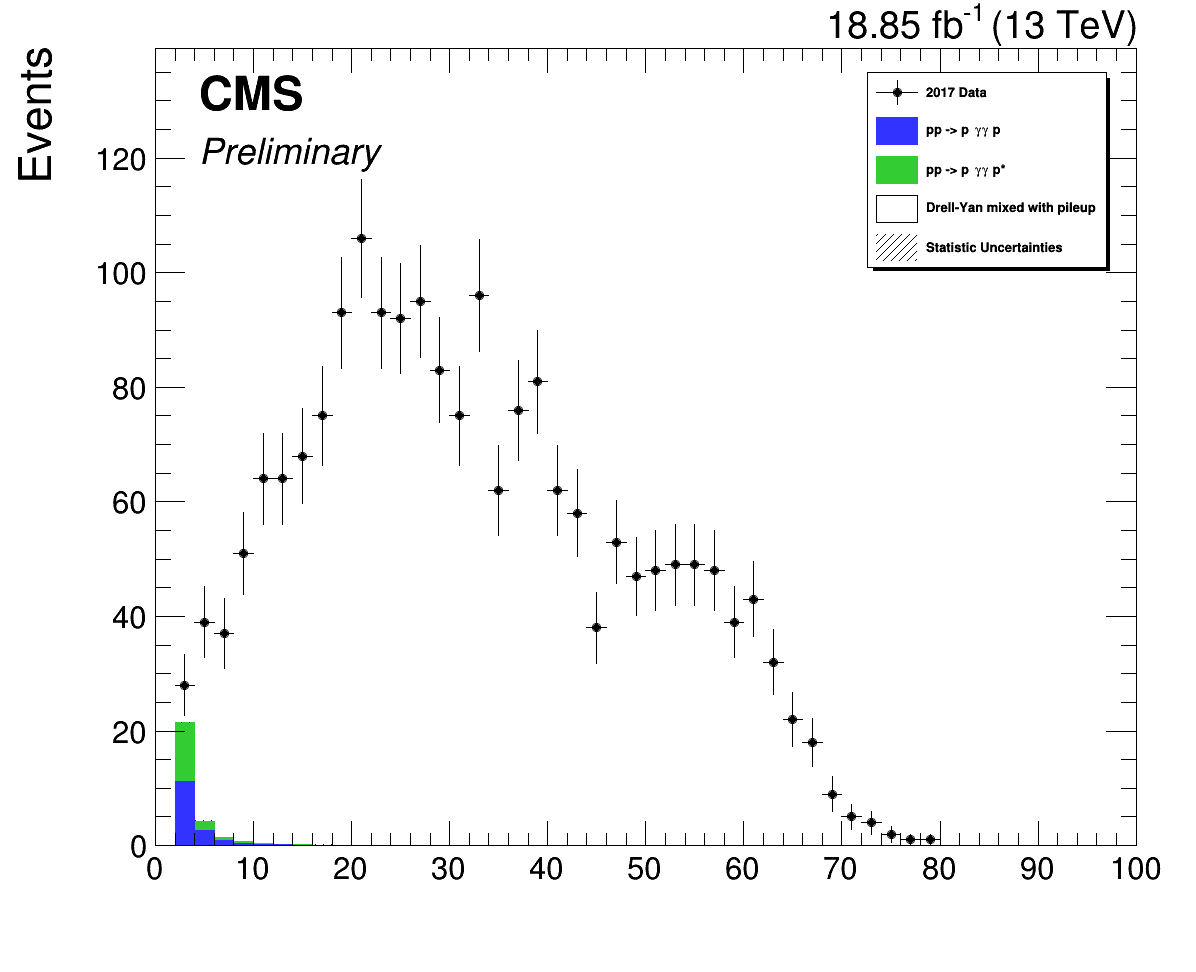 18.85 fb⁻¹ (13 TeV)
Events
CMS
Preliminary
2017 Data
pp -> p γγ p
pp -> p γγ p*
Drell-Yan mixed with pileup
Statistic Uncertainties
120
100
80
60
40
20
0
0 10 20 30 40 50 60 70 80 90 100